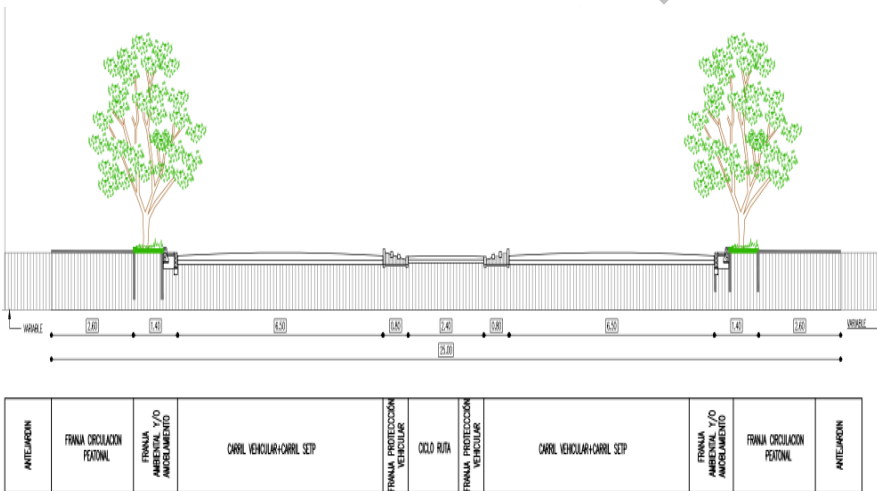 VARIABLE
2.60
1.40
6.50
0.80
2.40
0.80
6.50
1.40
2.60
VARIABLE
25.00
ANTEJARDIN
FRANJA CIRCULACION
PEATONAL
FRANJA
AMBIENTAL Y/O
AMOBLAMIENTO
CARRIL VEHICULAR+CARRIL SETP
FRANJA PROTECCCIÓN
VEHICULAR
CICLO RUTA
FRANJA PROTECCCIÓN
VEHICULAR
CARRIL VEHICULAR+CARRIL SETP
FRANJA
AMBIENTAL Y/O
AMOBLAMIENTO
FRANJA CIRCULACION
PEATONAL
ANTEJARDIN